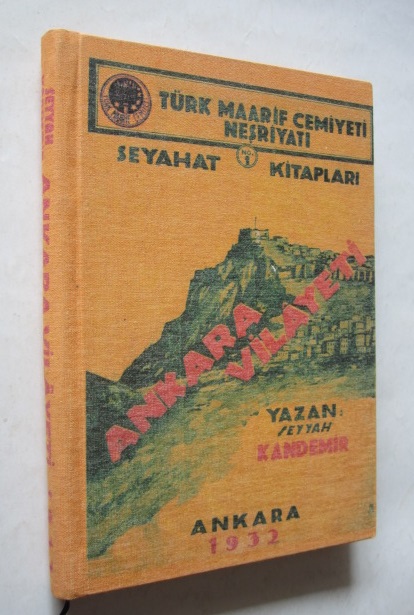 TÜRK MAARİF CEMİYETİ
NEŞRİYATI
SEYAHAT No 1 KİTAPLARI
ANKARA
VİLAYETİ
YAZAN:
SEYYAH
KANDEMİR
ANKARA
1932
SEYYAH ANKARA VİLÂYETİ